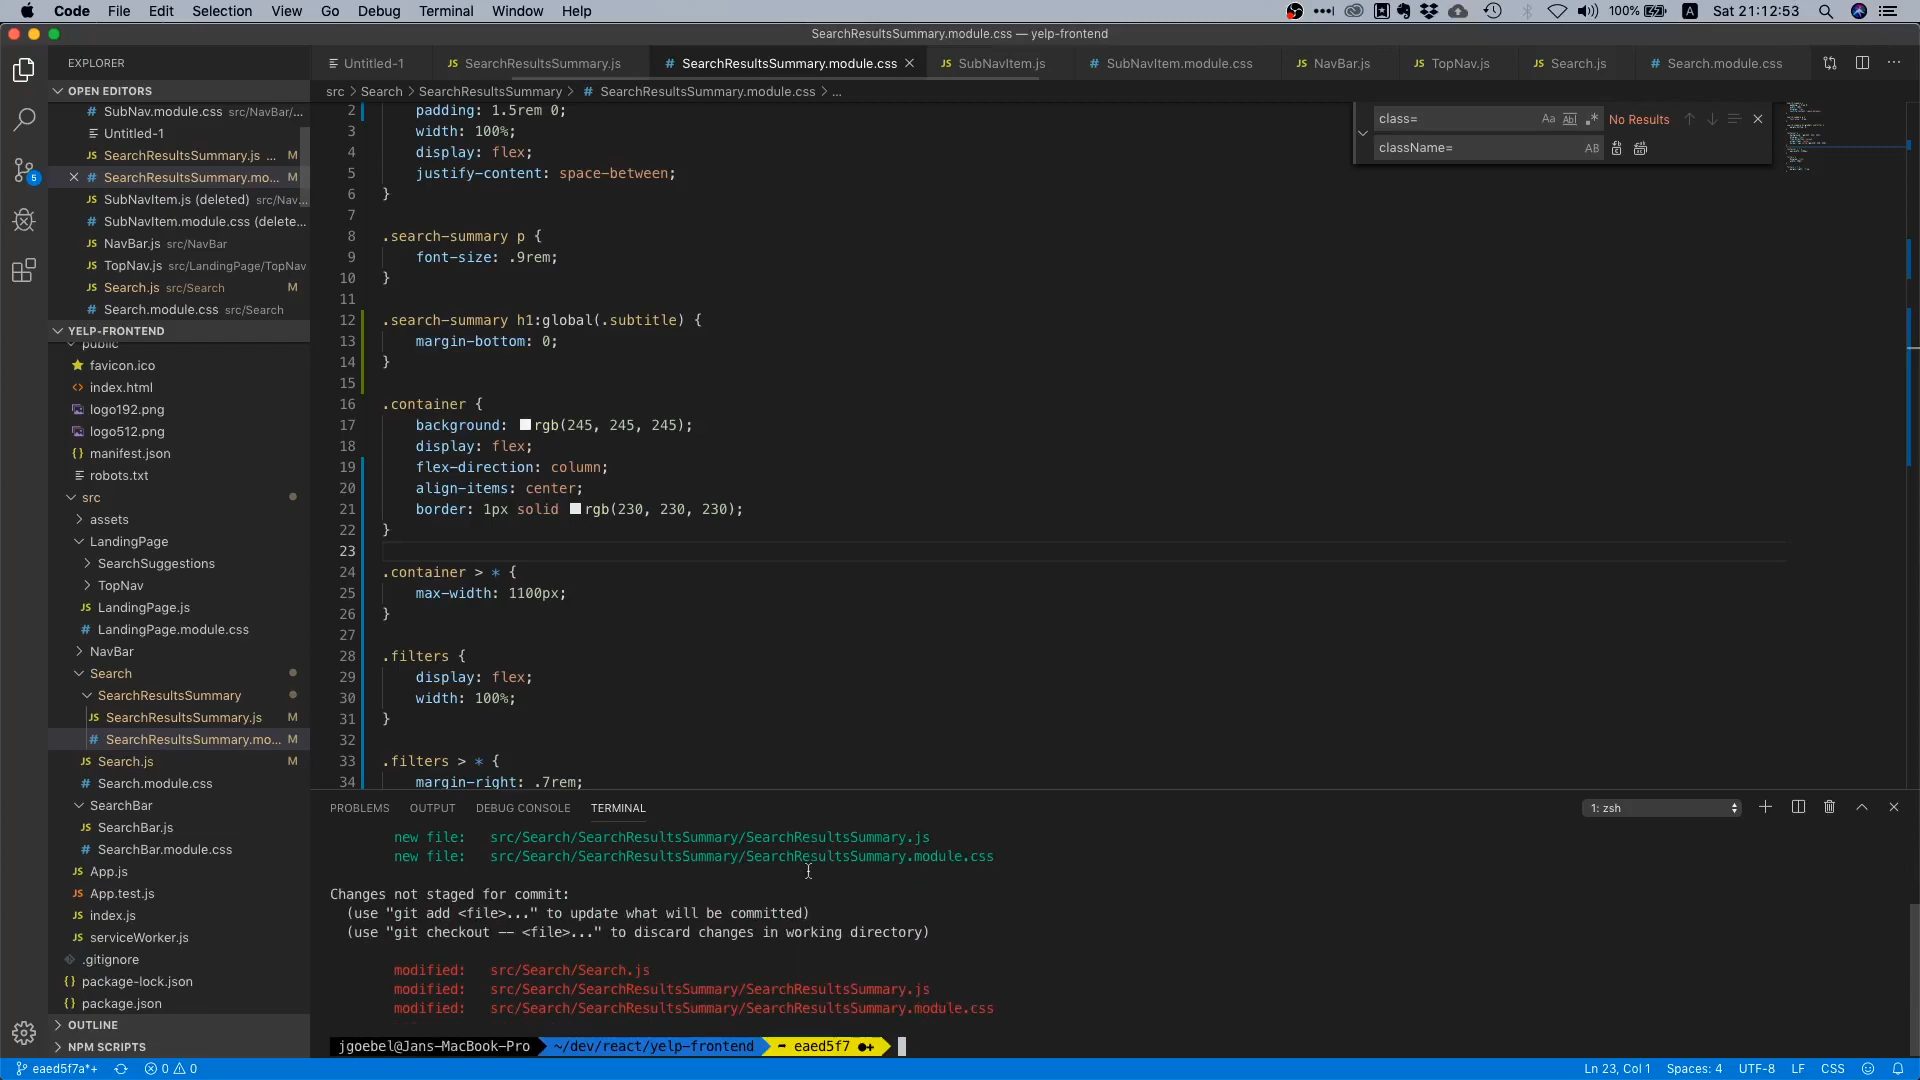 Code File Edit Selection View Go Debug Terminal Window Help
100% A Sat 21:12:53
SearchResultsSummary.module.css — yelp-frontend
EXPLORER
Untitled-1
JS SearchResultsSummary.js
# SearchResultsSummary.module.css
JS SubNavItem.js
# SubNavItem.module.css
JS NavBar.js
JS TopNav.js
JS Search.js
# Search.module.css
src > Search > SearchResultsSummary > # SearchResultsSummary.module.css > ...
OPEN EDITORS
# SubNav.module.css src/NavBar/...
Untitled-1
JS SearchResultsSummary.js ... M
# SearchResultsSummary.mo... M
JS SubNavItem.js (deleted) src/Nav...
# SubNavItem.module.css (delete...
JS NavBar.js src/NavBar
JS TopNav.js src/LandingPage/TopNav
JS Search.js src/Search M
# Search.module.css src/Search
5
YELP-FRONTEND
public
favicon.ico
<> index.html
logo192.png
logo512.png
{} manifest.json
robots.txt
src
assets
LandingPage
SearchSuggestions
TopNav
JS LandingPage.js
# LandingPage.module.css
NavBar
Search
SearchResultsSummary
JS SearchResultsSummary.js M
# SearchResultsSummary.mo... M
JS Search.js M
# Search.module.css
SearchBar
JS SearchBar.js
# SearchBar.module.css
JS App.js
JS App.test.js
JS index.js
JS serviceWorker.js
.gitignore
{} package-lock.json
{} package.json
OUTLINE
NPM SCRIPTS
class= Aa Abl .* No Results
className= AB
2 padding: 1.5rem 0;
3 width: 100%;
4 display: flex;
5 justify-content: space-between;
6 }
7
8 .search-summary p {
9 font-size: .9rem;
10 }
11
12 .search-summary h1:global(.subtitle) {
13 margin-bottom: 0;
14 }
15
16 .container {
17 background: rgb(245, 245, 245);
18 display: flex;
19 flex-direction: column;
20 align-items: center;
21 border: 1px solid rgb(230, 230, 230);
22 }
23
24 .container > * {
25 max-width: 1100px;
26 }
27
28 .filters {
29 display: flex;
30 width: 100%;
31 }
32
33 .filters > * {
34 margin-right: .7rem;
PROBLEMS OUTPUT DEBUG CONSOLE TERMINAL
1: zsh
new file: src/Search/SearchResultsSummary/SearchResultsSummary.js
new file: src/Search/SearchResultsSummary/SearchResultsSummary.module.css
Changes not staged for commit:
(use "git add <file>..." to update what will be committed)
(use "git checkout -- <file>..." to discard changes in working directory)
modified: src/Search/Search.js
modified: src/Search/SearchResultsSummary/SearchResultsSummary.js
modified: src/Search/SearchResultsSummary/SearchResultsSummary.module.css
jgoebel@Jans-MacBook-Pro ~/dev/react/yelp-frontend ➦ eaed5f7 ●+
eaed5f7a*+ 0 0
Ln 23, Col 1 Spaces: 4 UTF-8 LF CSS